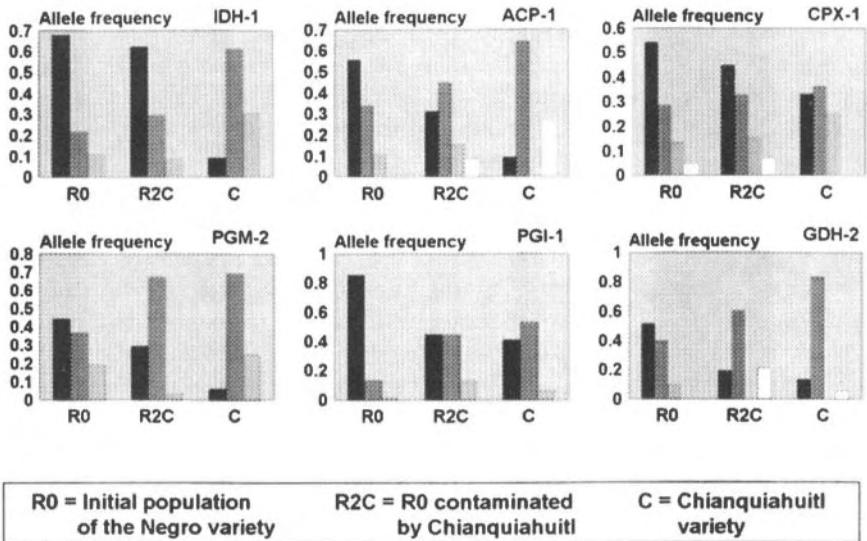 Allele frequency IDH-1
0.7
0.6
0.5
0.4
0.3
0.2
0.1
0
R0 R2C C
Allele frequency ACP-1
0.7
0.6
0.5
0.4
0.3
0.2
0.1
0
R0 R2C C
Allele frequency CPX-1
0.6
0.5
0.4
0.3
0.2
0.1
0
R0 R2C C
Allele frequency PGM-2
0.8
0.7
0.6
0.5
0.4
0.3
0.2
0.1
0
R0 R2C C
Allele frequency PGI-1
1
0.8
0.6
0.4
0.2
0
R0 R2C C
Allele frequency GDH-2
1
0.8
0.6
0.4
0.2
0
R0 R2C C
R0 = Initial population
of the Negro variety
R2C = R0 contaminated
by Chianquiahuitl
C = Chianquiahuitl
variety